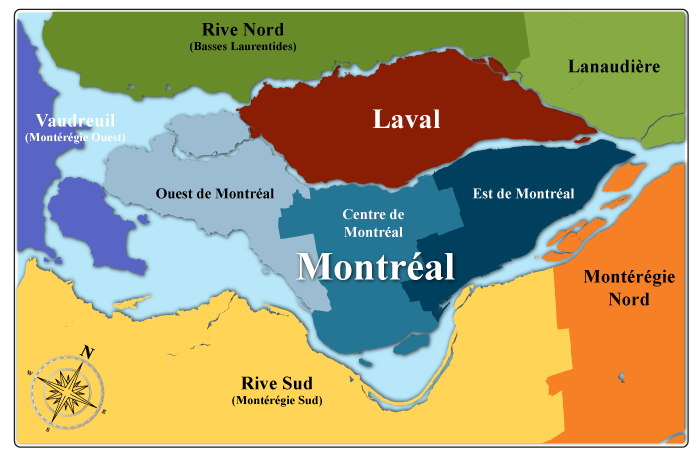 Rive Nord
(Basses Laurentides)
Lanaudière
Vaudreuil
(Montérégie Ouest)
Laval
Ouest de Montréal
Est de Montréal
Centre de
Montréal
Montréal
Montérégie
Nord
Rive Sud
(Montérégie Sud)
N
W
E
S